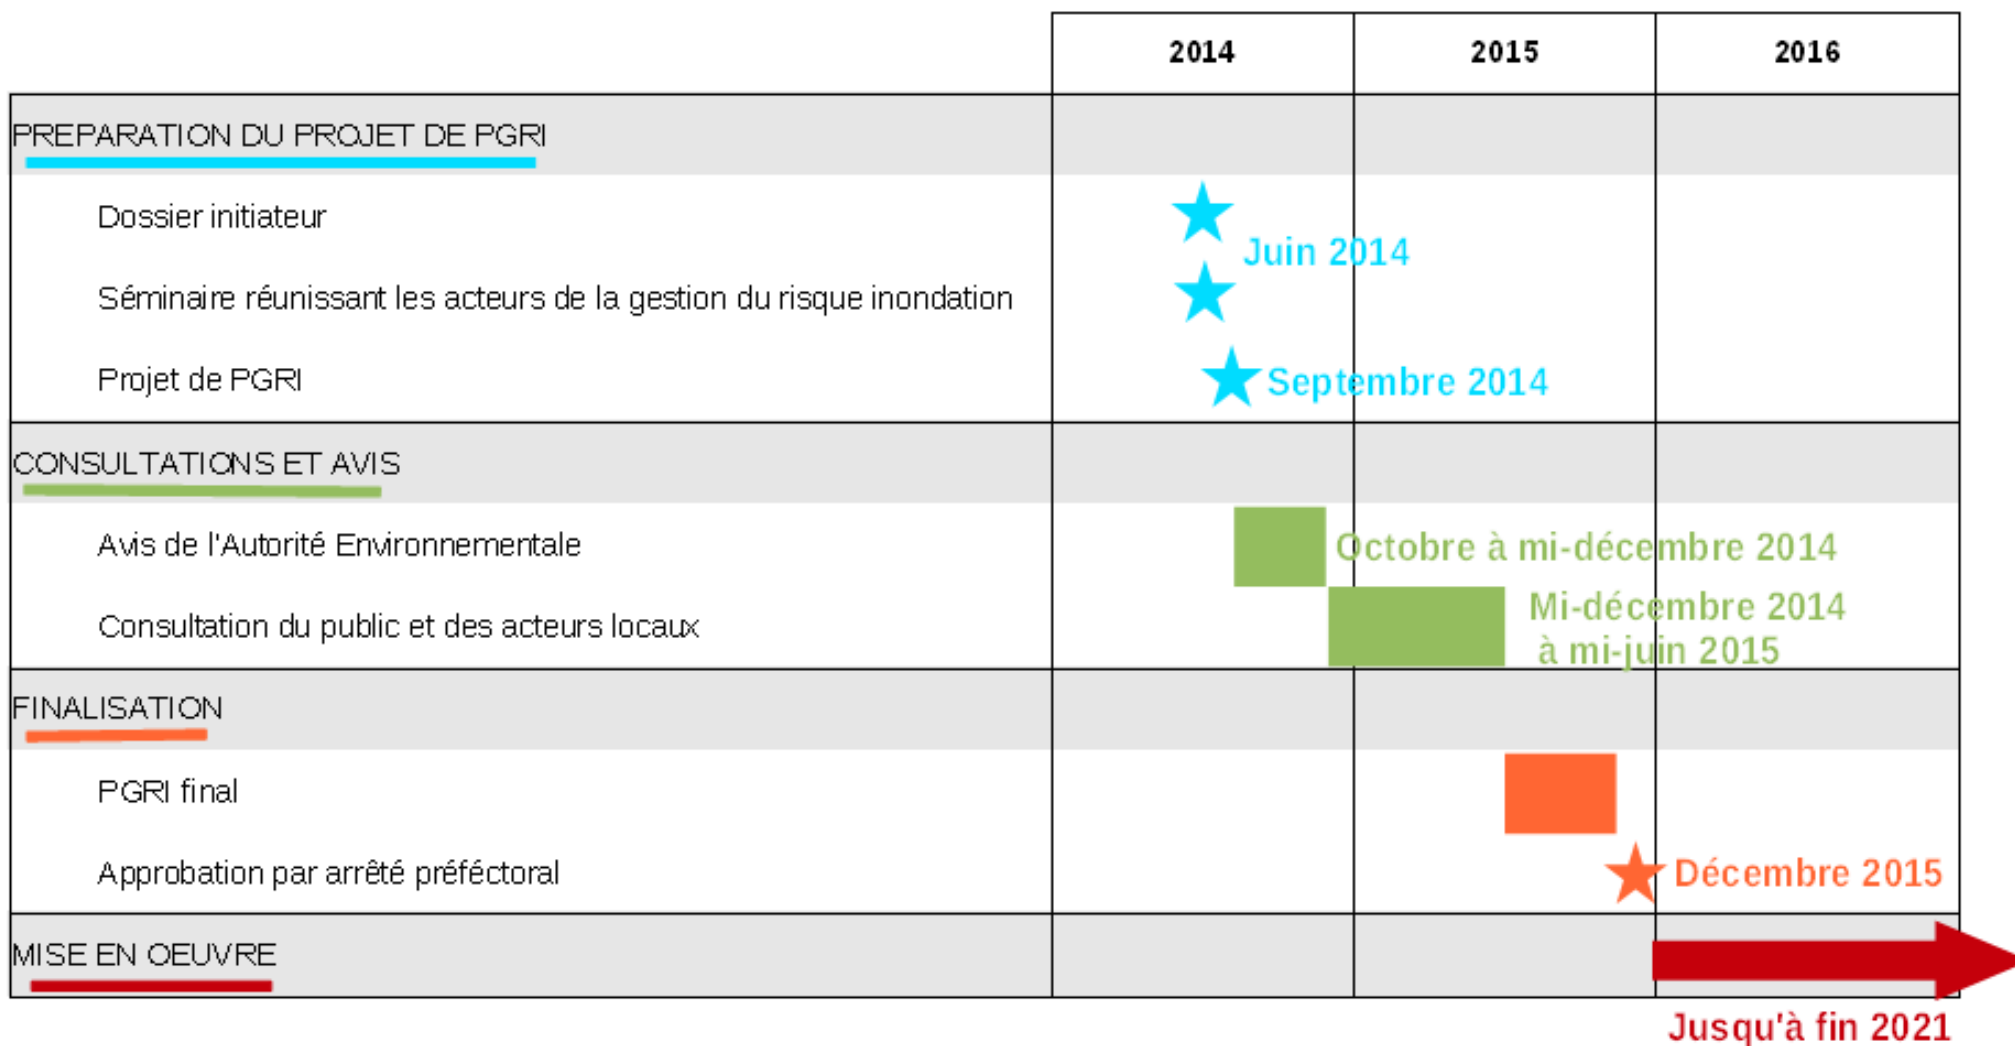 2014 2015 2016
PREPARATION DU PROJET DE PGRI
Dossier initiateur
Juin 2014
Séminaire réunissant les acteurs de la gestion du risque inondation
Projet de PGRI Septembre 2014
CONSULTATIONS ET AVIS
Avis de l'Autorité Environnementale Octobre à mi-décembre 2014
Consultation du public et des acteurs locaux Mi-décembre 2014
à mi-juin 2015
FINALISATION
PGRI final
Approbation par arrêté préféctoral Décembre 2015
MISE EN OEUVRE
Jusqu'à fin 2021